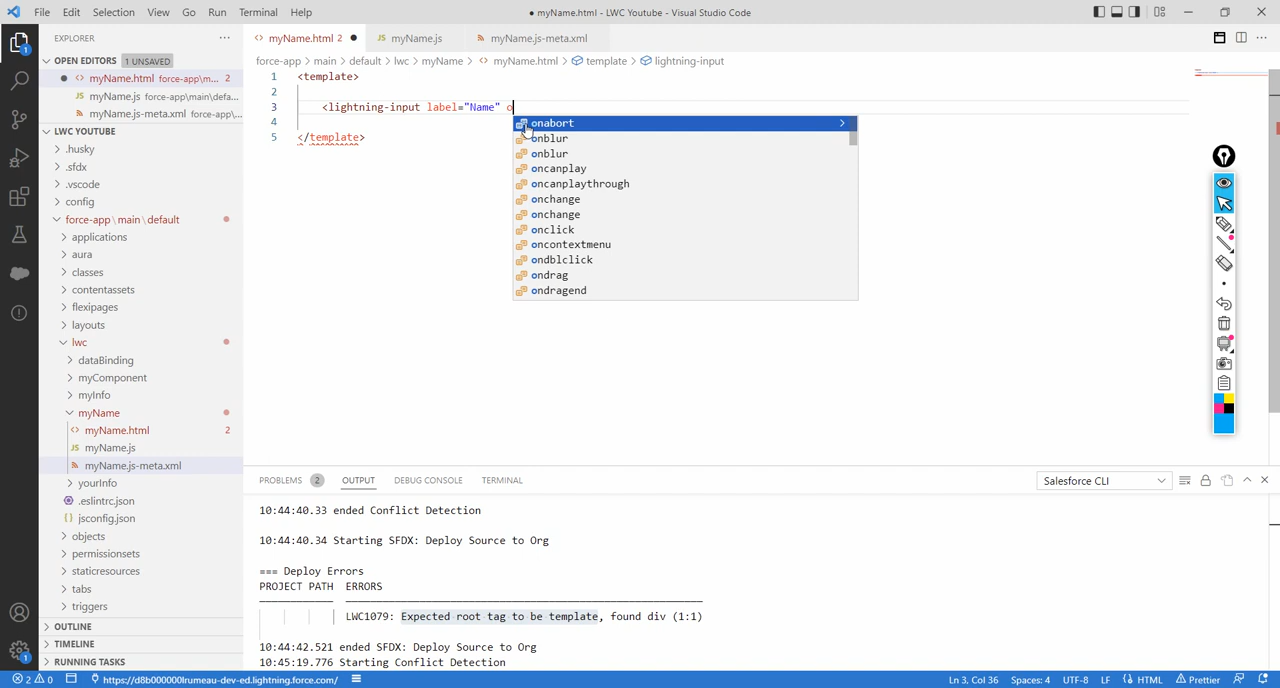 File Edit Selection View Go Run Terminal Help
● myName.html - LWC Youtube - Visual Studio Code
EXPLORER
OPEN EDITORS 1 UNSAVED
myName.html force-app\m... 2
myName.js force-app\main\defa...
myName.js-meta.xml force-app\...
LWC YOUTUBE
.husky
.sfdx
.vscode
config
force-app\main\default
applications
aura
classes
contentassets
flexipages
layouts
lwc
dataBinding
myComponent
myInfo
myName
myName.html 2
myName.js
myName.js-meta.xml
yourInfo
.eslintrc.json
jsconfig.json
objects
permissionsets
staticresources
tabs
triggers
OUTLINE
TIMELINE
RUNNING TASKS
myName.html 2 myName.js myName.js-meta.xml
force-app > main > default > lwc > myName > myName.html > template > lightning-input
1 <template>
2
3 <lightning-input label="Name" o
4
5 </template>
onabort
onblur
onblur
oncanplay
oncanplaythrough
onchange
onchange
onclick
oncontextmenu
ondblclick
ondrag
ondragend
PROBLEMS 2 OUTPUT DEBUG CONSOLE TERMINAL
Salesforce CLI
10:44:40.33 ended Conflict Detection
10:44:40.34 Starting SFDX: Deploy Source to Org
=== Deploy Errors
PROJECT PATH ERRORS
LWC1079: Expected root tag to be template, found div (1:1)
10:44:42.521 ended SFDX: Deploy Source to Org
10:45:19.776 Starting Conflict Detection
2 0 https://d8b000000lrumeau-dev-ed.lightning.force.com/
Ln 3, Col 36 Spaces: 4 UTF-8 LF HTML Prettier